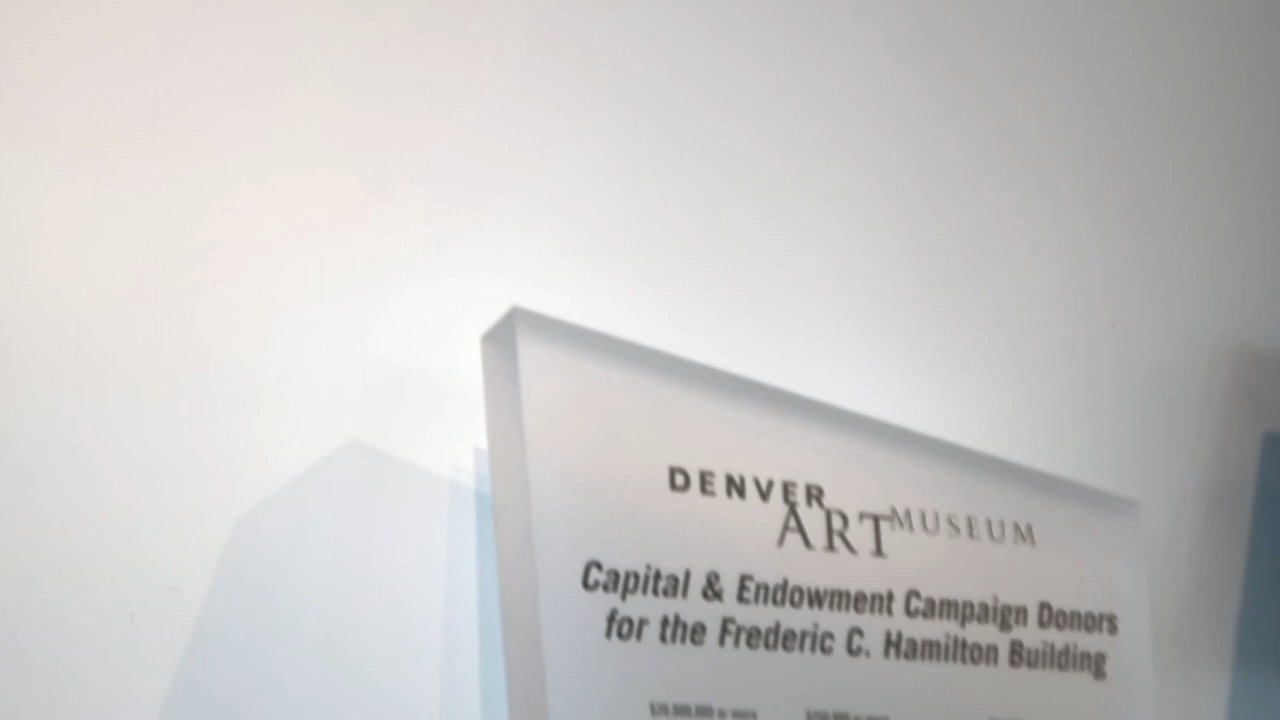 DENVER
ART MUSEUM
Capital & Endowment Campaign Donors
for the Frederic C. Hamilton Building